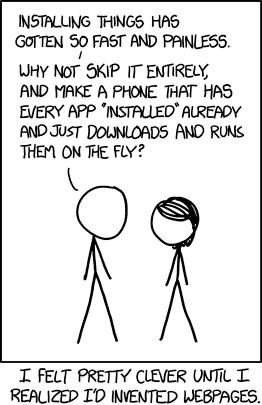 INSTALLING THINGS HAS
GOTTEN SO FAST AND PAINLESS.
WHY NOT SKIP IT ENTIRELY,
AND MAKE A PHONE THAT HAS
EVERY APP "INSTALLED" ALREADY
AND JUST DOWNLOADS AND RUNS
THEM ON THE FLY?
I FELT PRETTY CLEVER UNTIL I
REALIZED I'D INVENTED WEBPAGES.